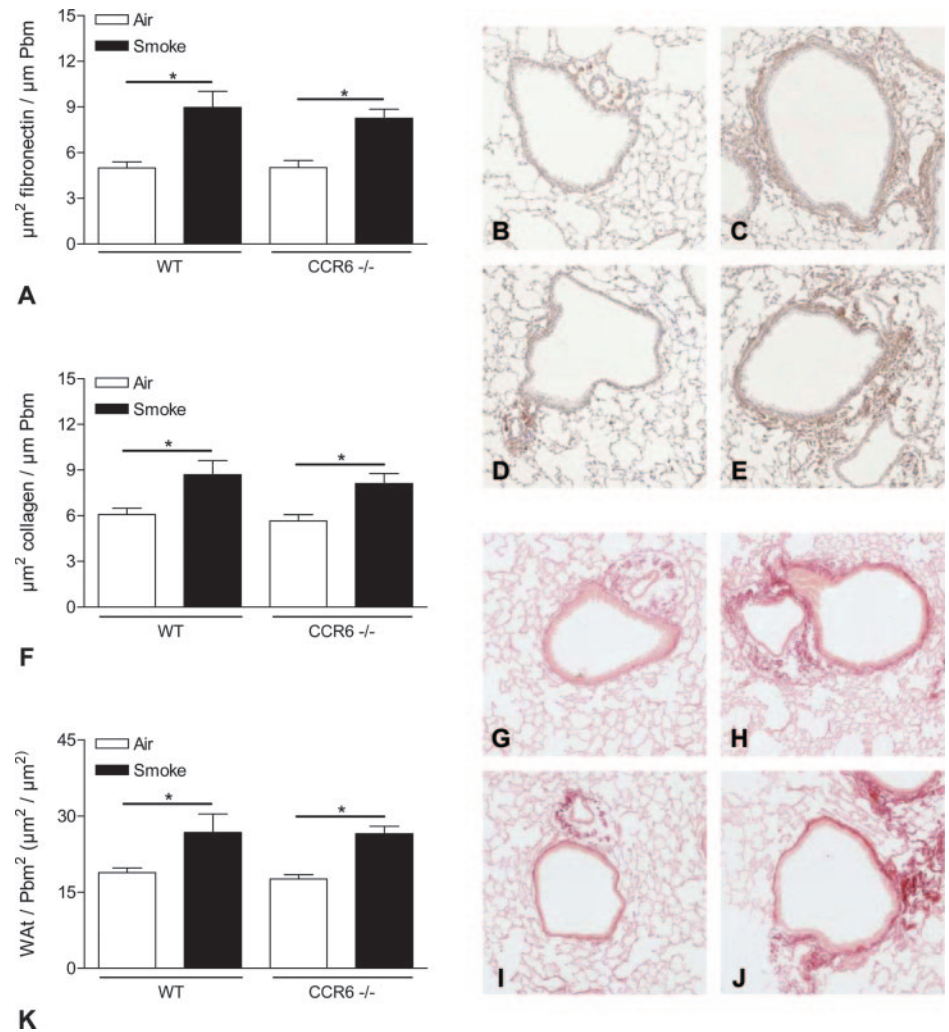 µm² fibronectin / µm Pbm
15
12
9
6
3
0
Air
Smoke
*
*
WT
CCR6 -/-
A
B
C
D
E
µm² collagen / µm Pbm
15
12
9
6
3
0
Air
Smoke
*
*
WT
CCR6 -/-
F
G
H
I
J
WAt / Pbm² (µm² / µm²)
45
30
15
0
Air
Smoke
*
*
WT
CCR6 -/-
K